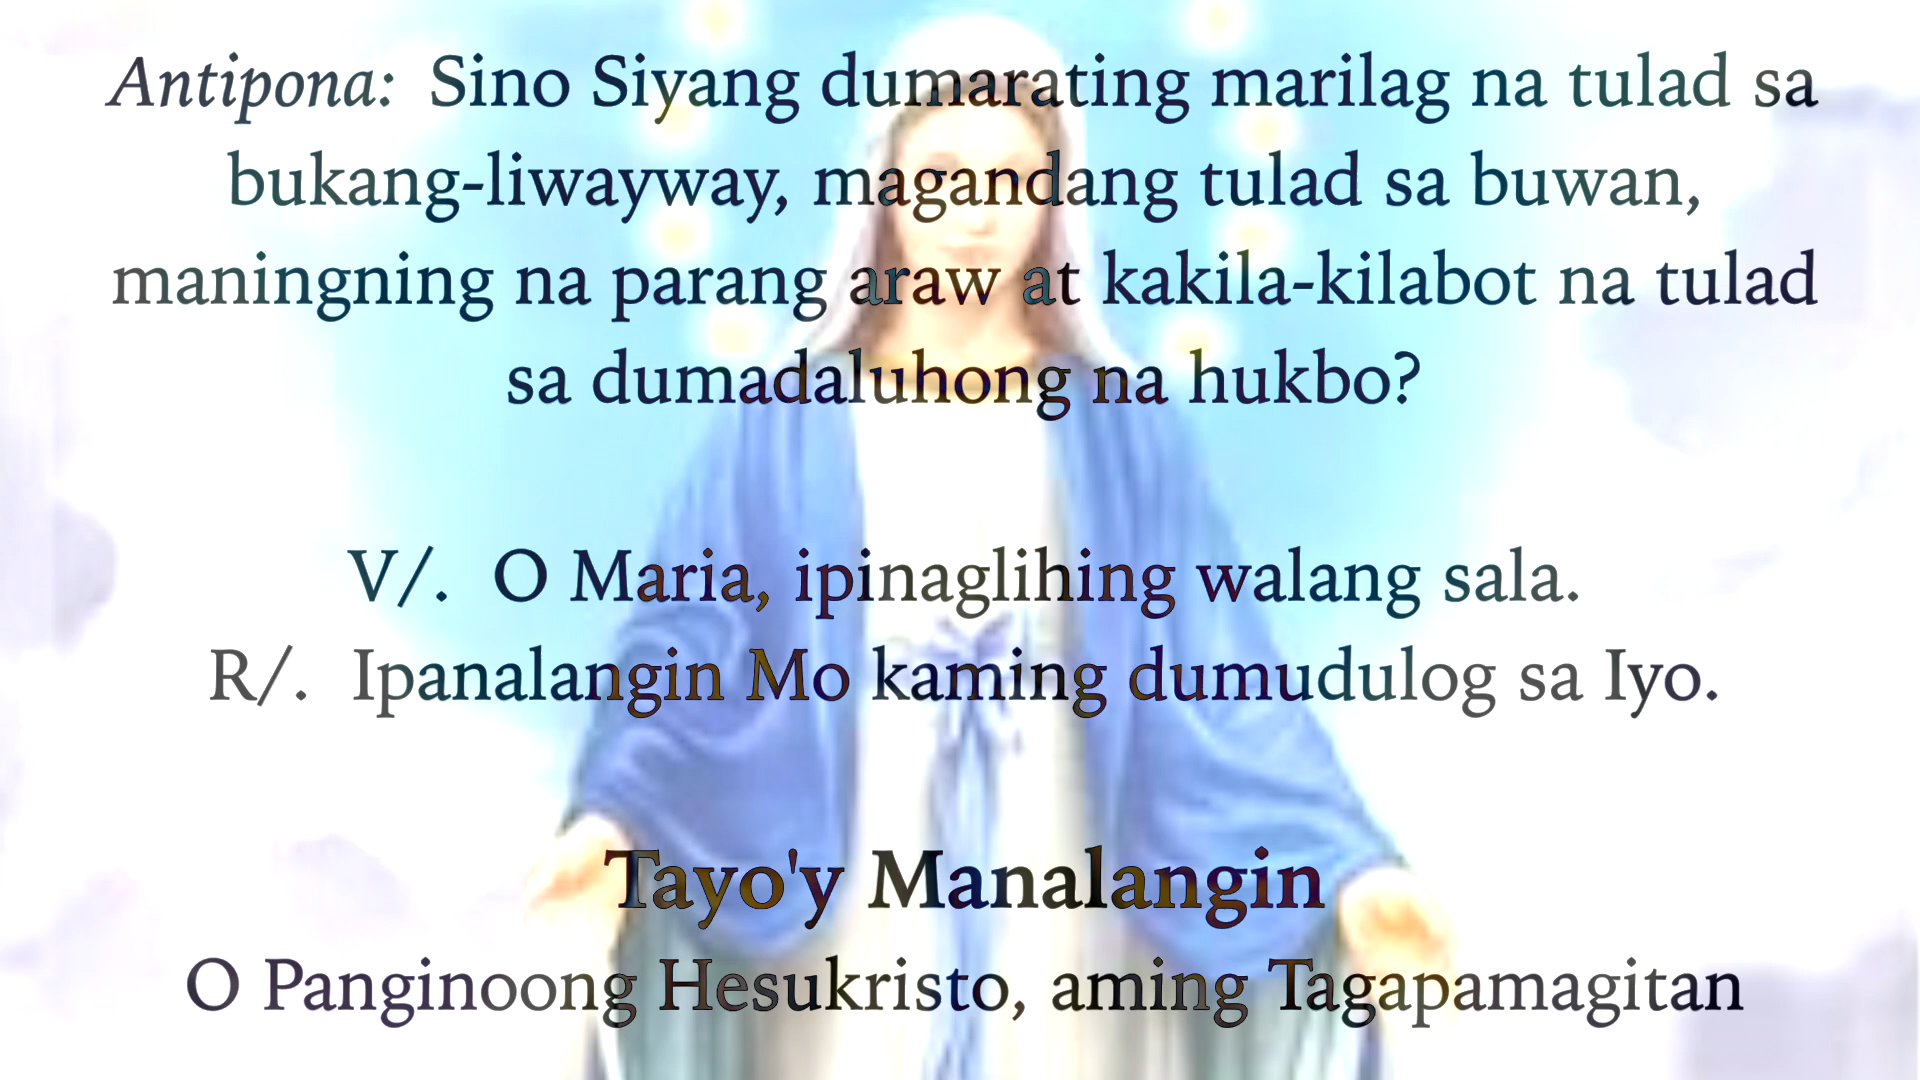 Antipona: Sino Siyang dumarating marilag na tulad sa
bukang-liwayway, magandang tulad sa buwan,
maningning na parang araw at kakila-kilabot na tulad
sa dumadaluhong na hukbo?
V/. O Maria, ipinaglihing walang sala.
R/. Ipanalangin Mo kaming dumudulog sa Iyo.
Tayo'y Manalangin
O Panginoong Hesukristo, aming Tagapamagitan